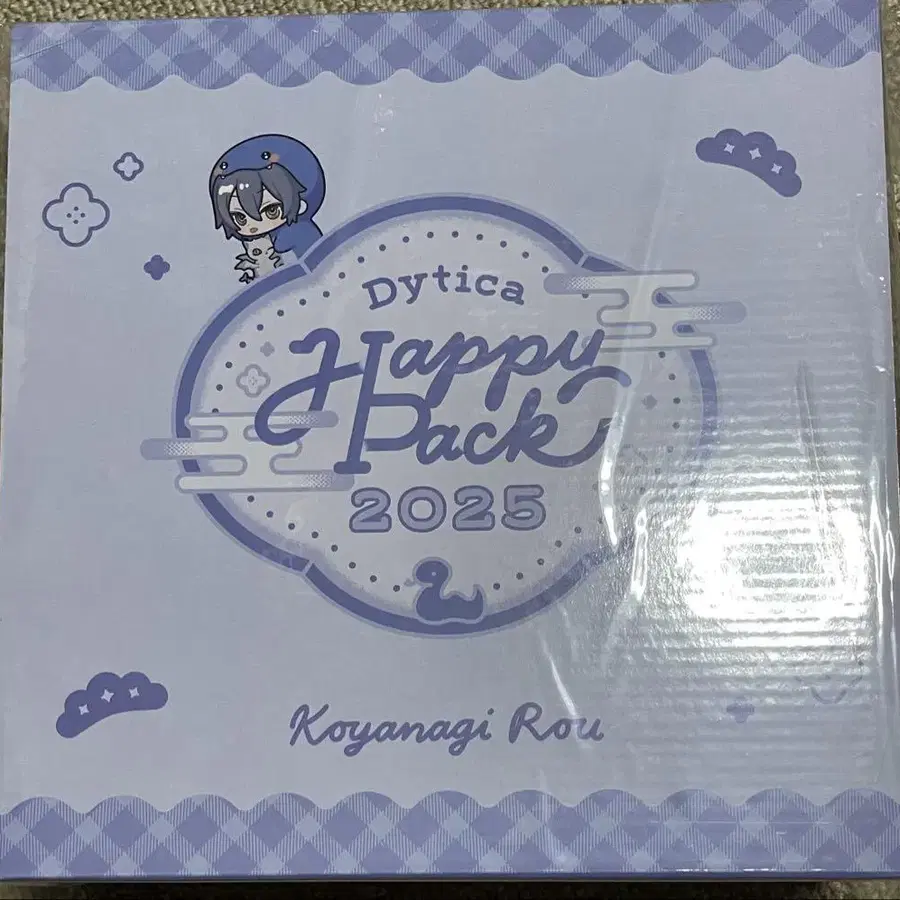 Dytica
Happy
Pack
2025
Koyanagi Rou